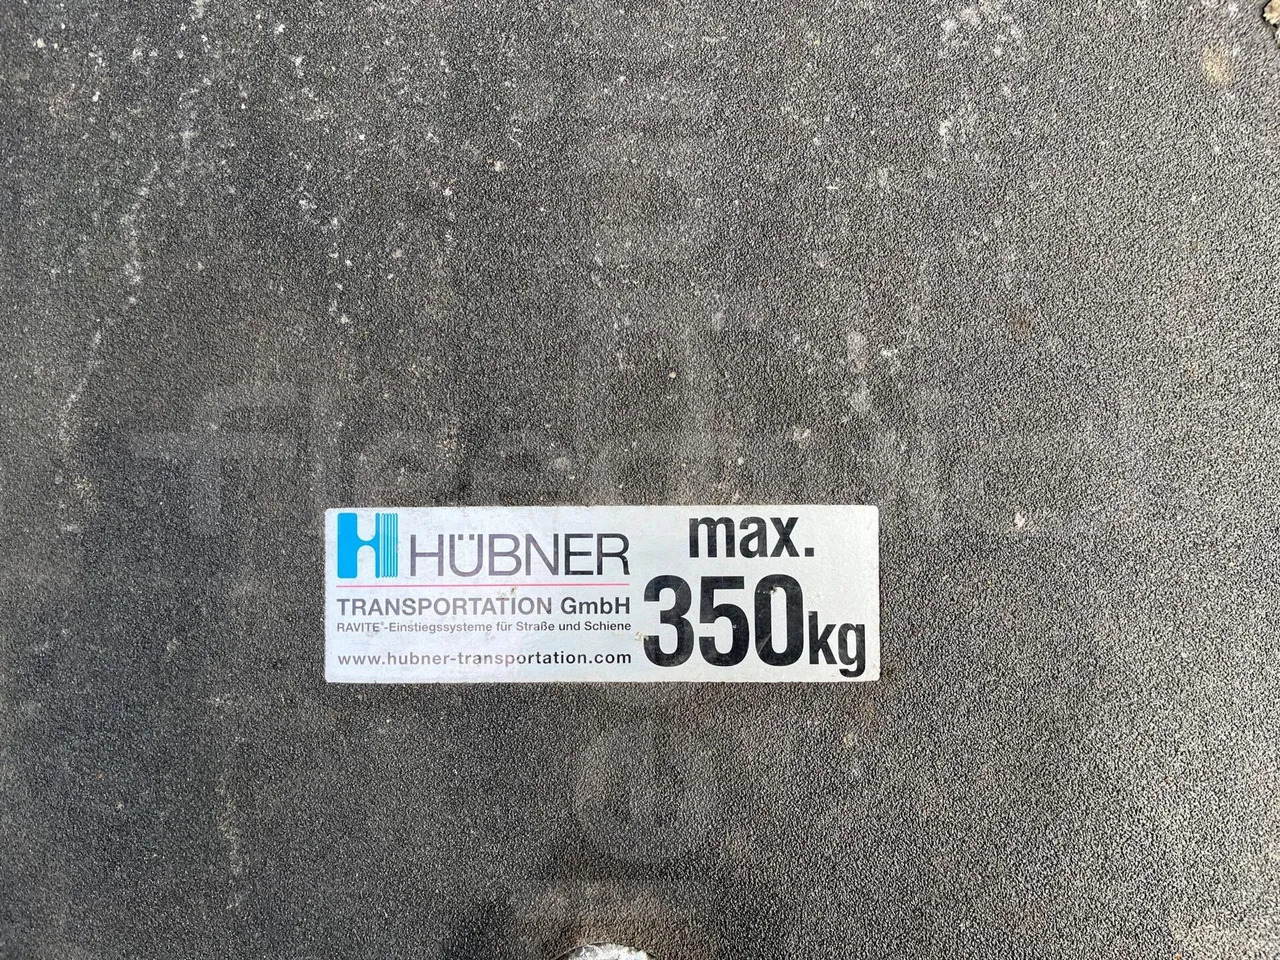 HÜBNER
TRANSPORTATION GmbH
RAVITE®-Einstiegssysteme für Straße und Schiene
www.hubner-transportation.com
max.
350kg